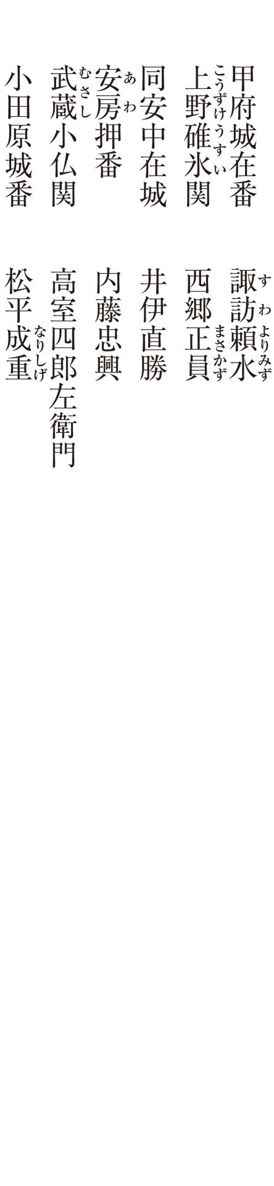 甲府城在番　諏訪頼水
上野碓氷関　西郷正員
同安中在城　井伊直勝
安房押番　内藤忠興
武蔵小仏関　高室四郎左衛門
小田原城番　松平成重